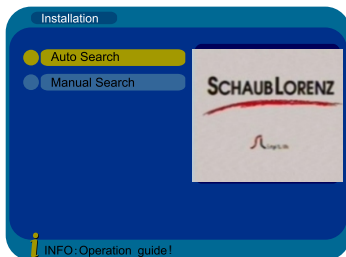 Installation
Auto Search
Manual Search
SCHAUB LORENZ
INFO:Operation guide!